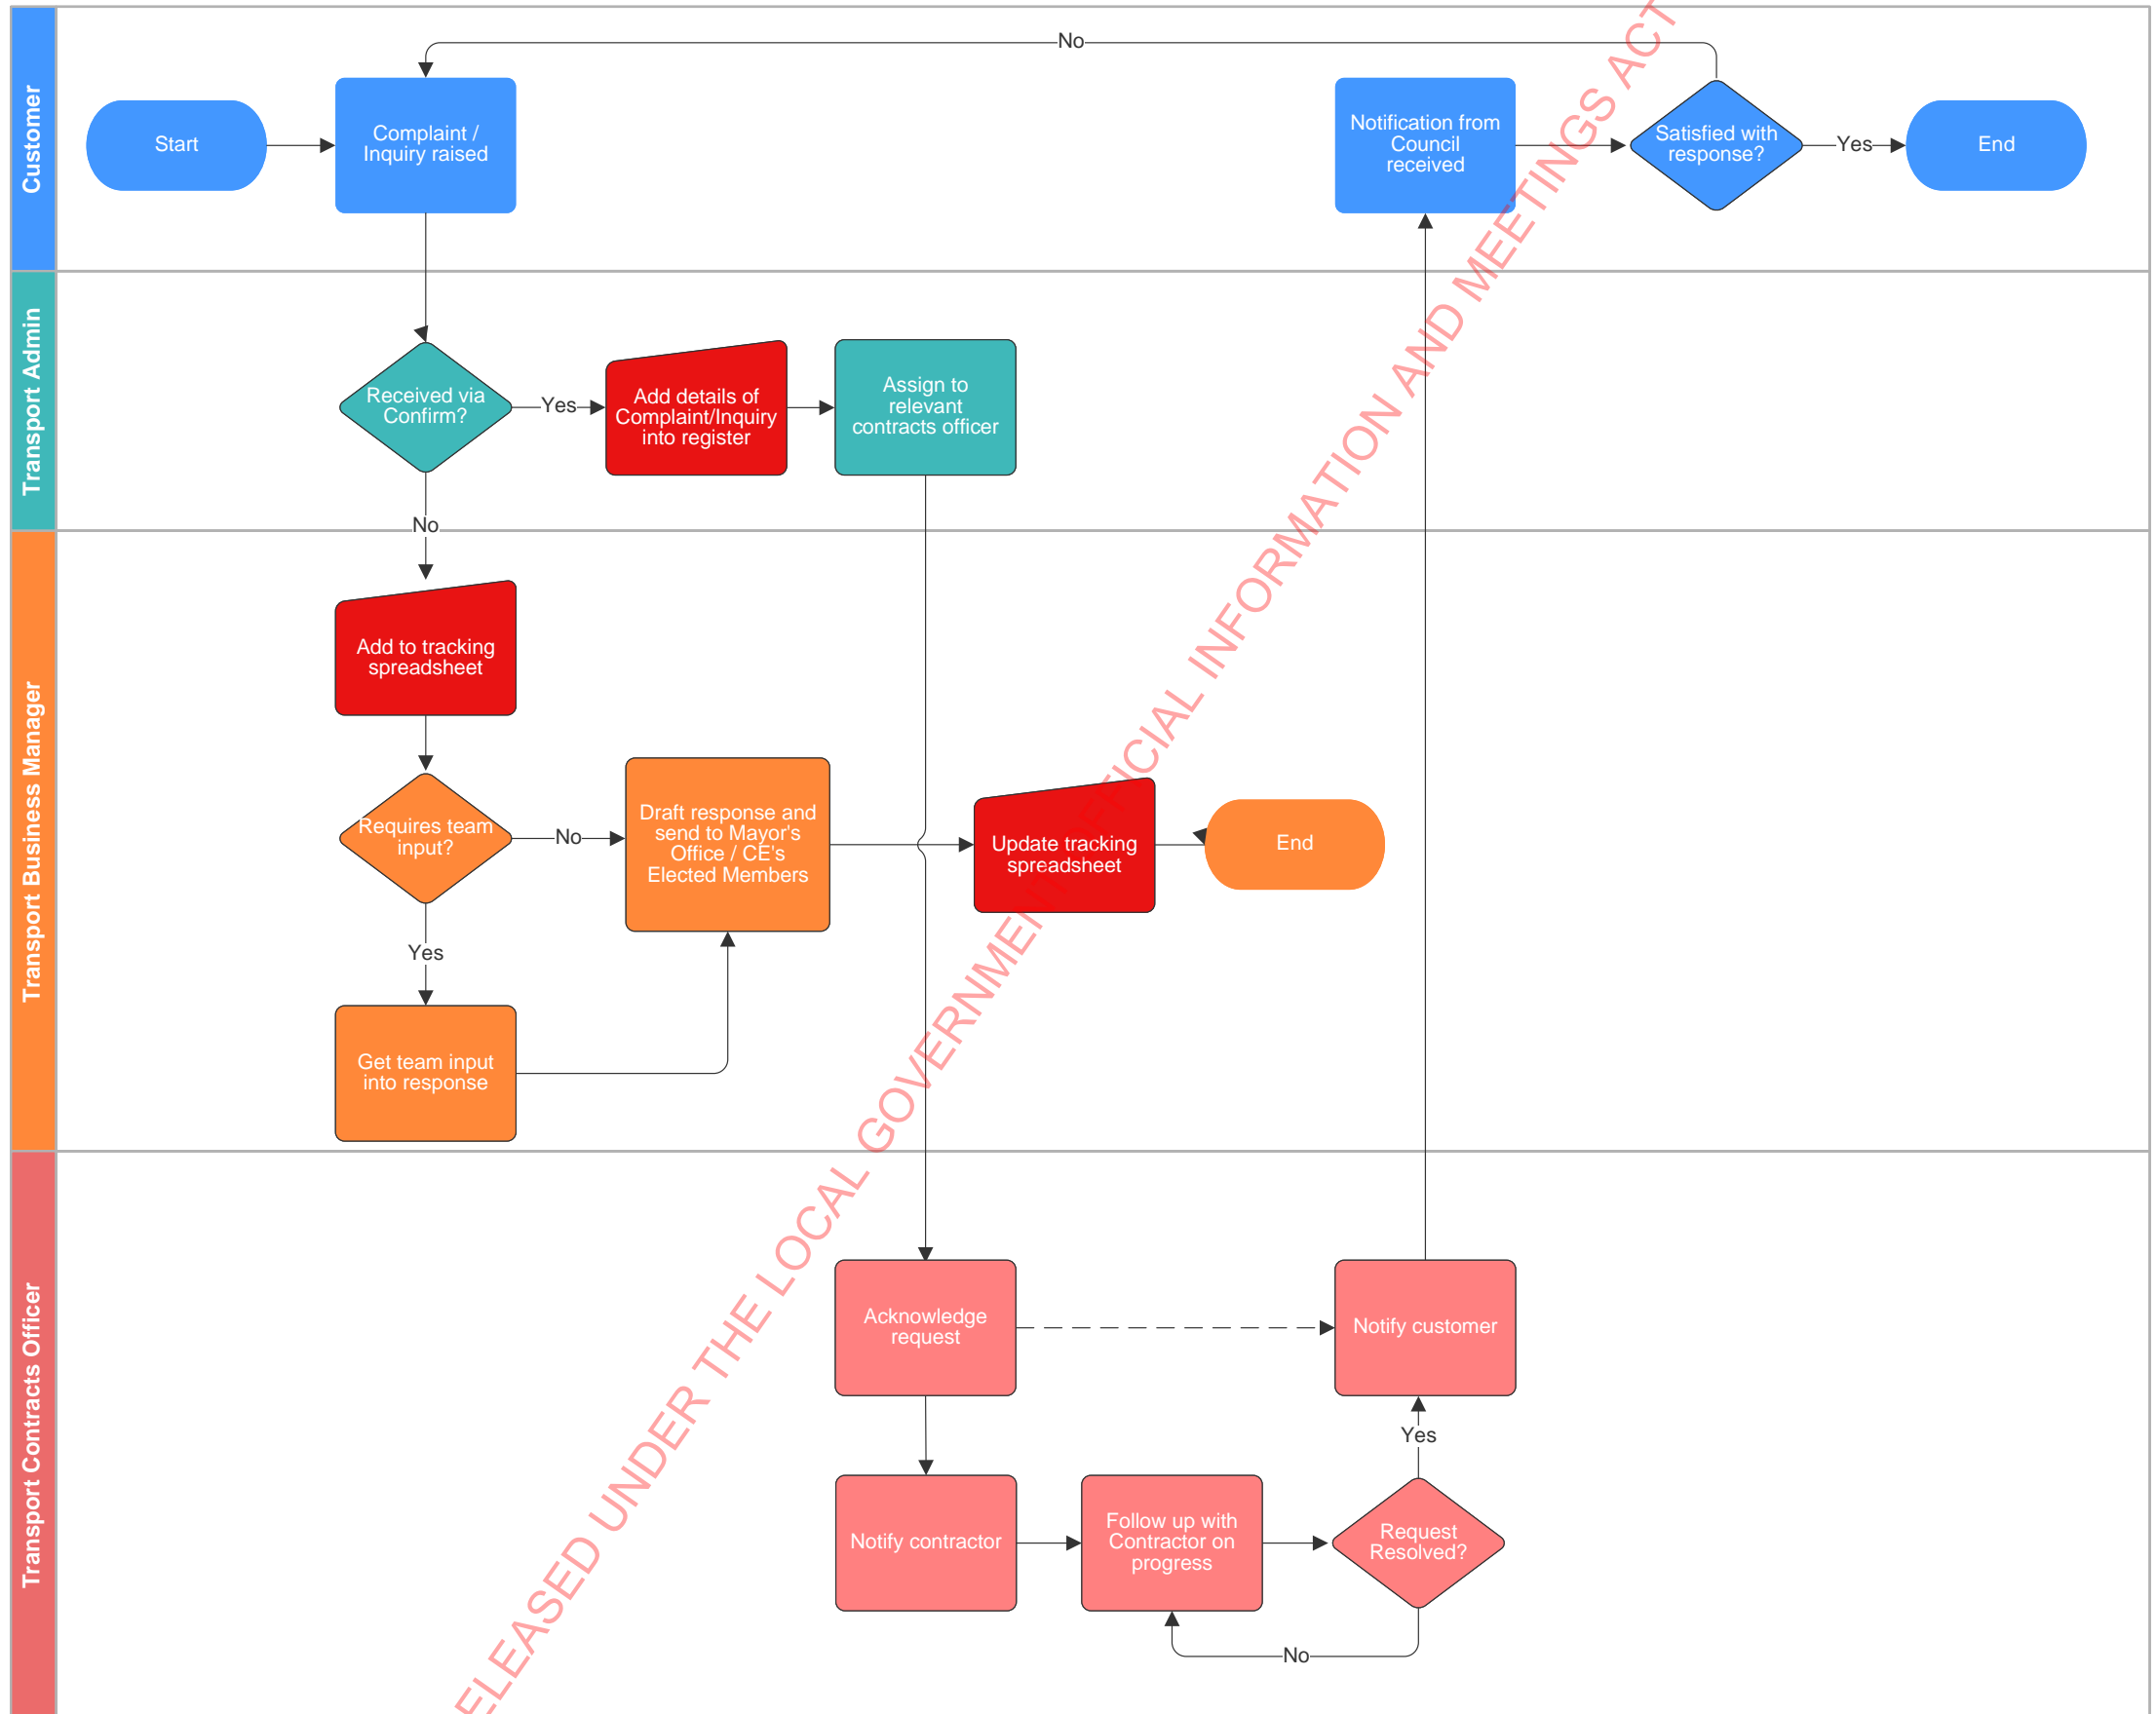 Customer
No
Start
Complaint /
Inquiry raised
Notification from
Council
received
Satisfied with
response?
Yes
End
Transport Admin
Received via
Confirm?
Yes
Add details of
Complaint/Inquiry
into register
Assign to
relevant
contracts officer
No
Transport Business Manager
Add to tracking
spreadsheet
Requires team
input?
No
Draft response and
send to Mayor's
Office / CE's
Elected Members
Update tracking
spreadsheet
End
Yes
Get team input
into response
Transport Contracts Officer
Acknowledge
request
Notify customer
Yes
Notify contractor
Follow up with
Contractor on
progress
Request
Resolved?
No
ELEASED UNDER THE LOCAL GOVERNMENT OFFICIAL INFORMATION AND MEETINGS ACT